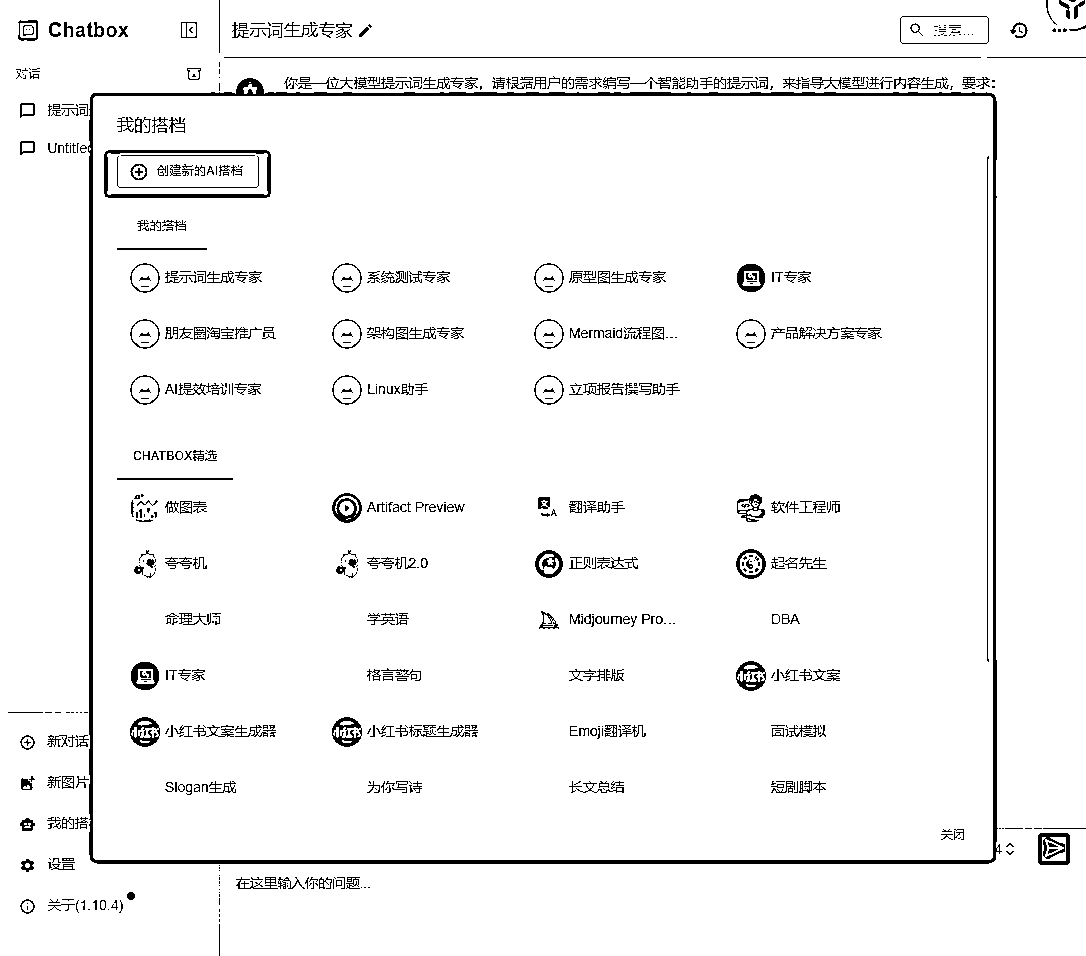 Chatbox
提示词生成专家
搜索...
对话
你是一位大模型提示词生成专家，请根据用户的需求编写一个智能助手的提示词，来指导大模型进行内容生成，要求：
提示词
Untitled
我的搭档
创建新的AI搭档
我的搭档
提示词生成专家 系统测试专家 原型图生成专家 IT专家
朋友圈淘宝推广员 架构图生成专家 Mermaid流程图... 产品解决方案专家
AI提效培训专家 Linux助手 立项报告撰写助手
CHATBOX精选
做图表 Artifact Preview 翻译助手 软件工程师
夸夸机 夸夸机2.0 正则表达式 起名先生
命理大师 学英语 Midjourney Pro... DBA
IT专家 格言警句 文字排版 小红书 小红书文案
小红书 小红书文案生成器 小红书 小红书标题生成器 Emoji翻译机 面试模拟
Slogan生成 为你写诗 长文总结 短剧脚本
关闭
新对话
新图片
我的搭
设置
关于(1.10.4)
4
在这里输入你的问题...